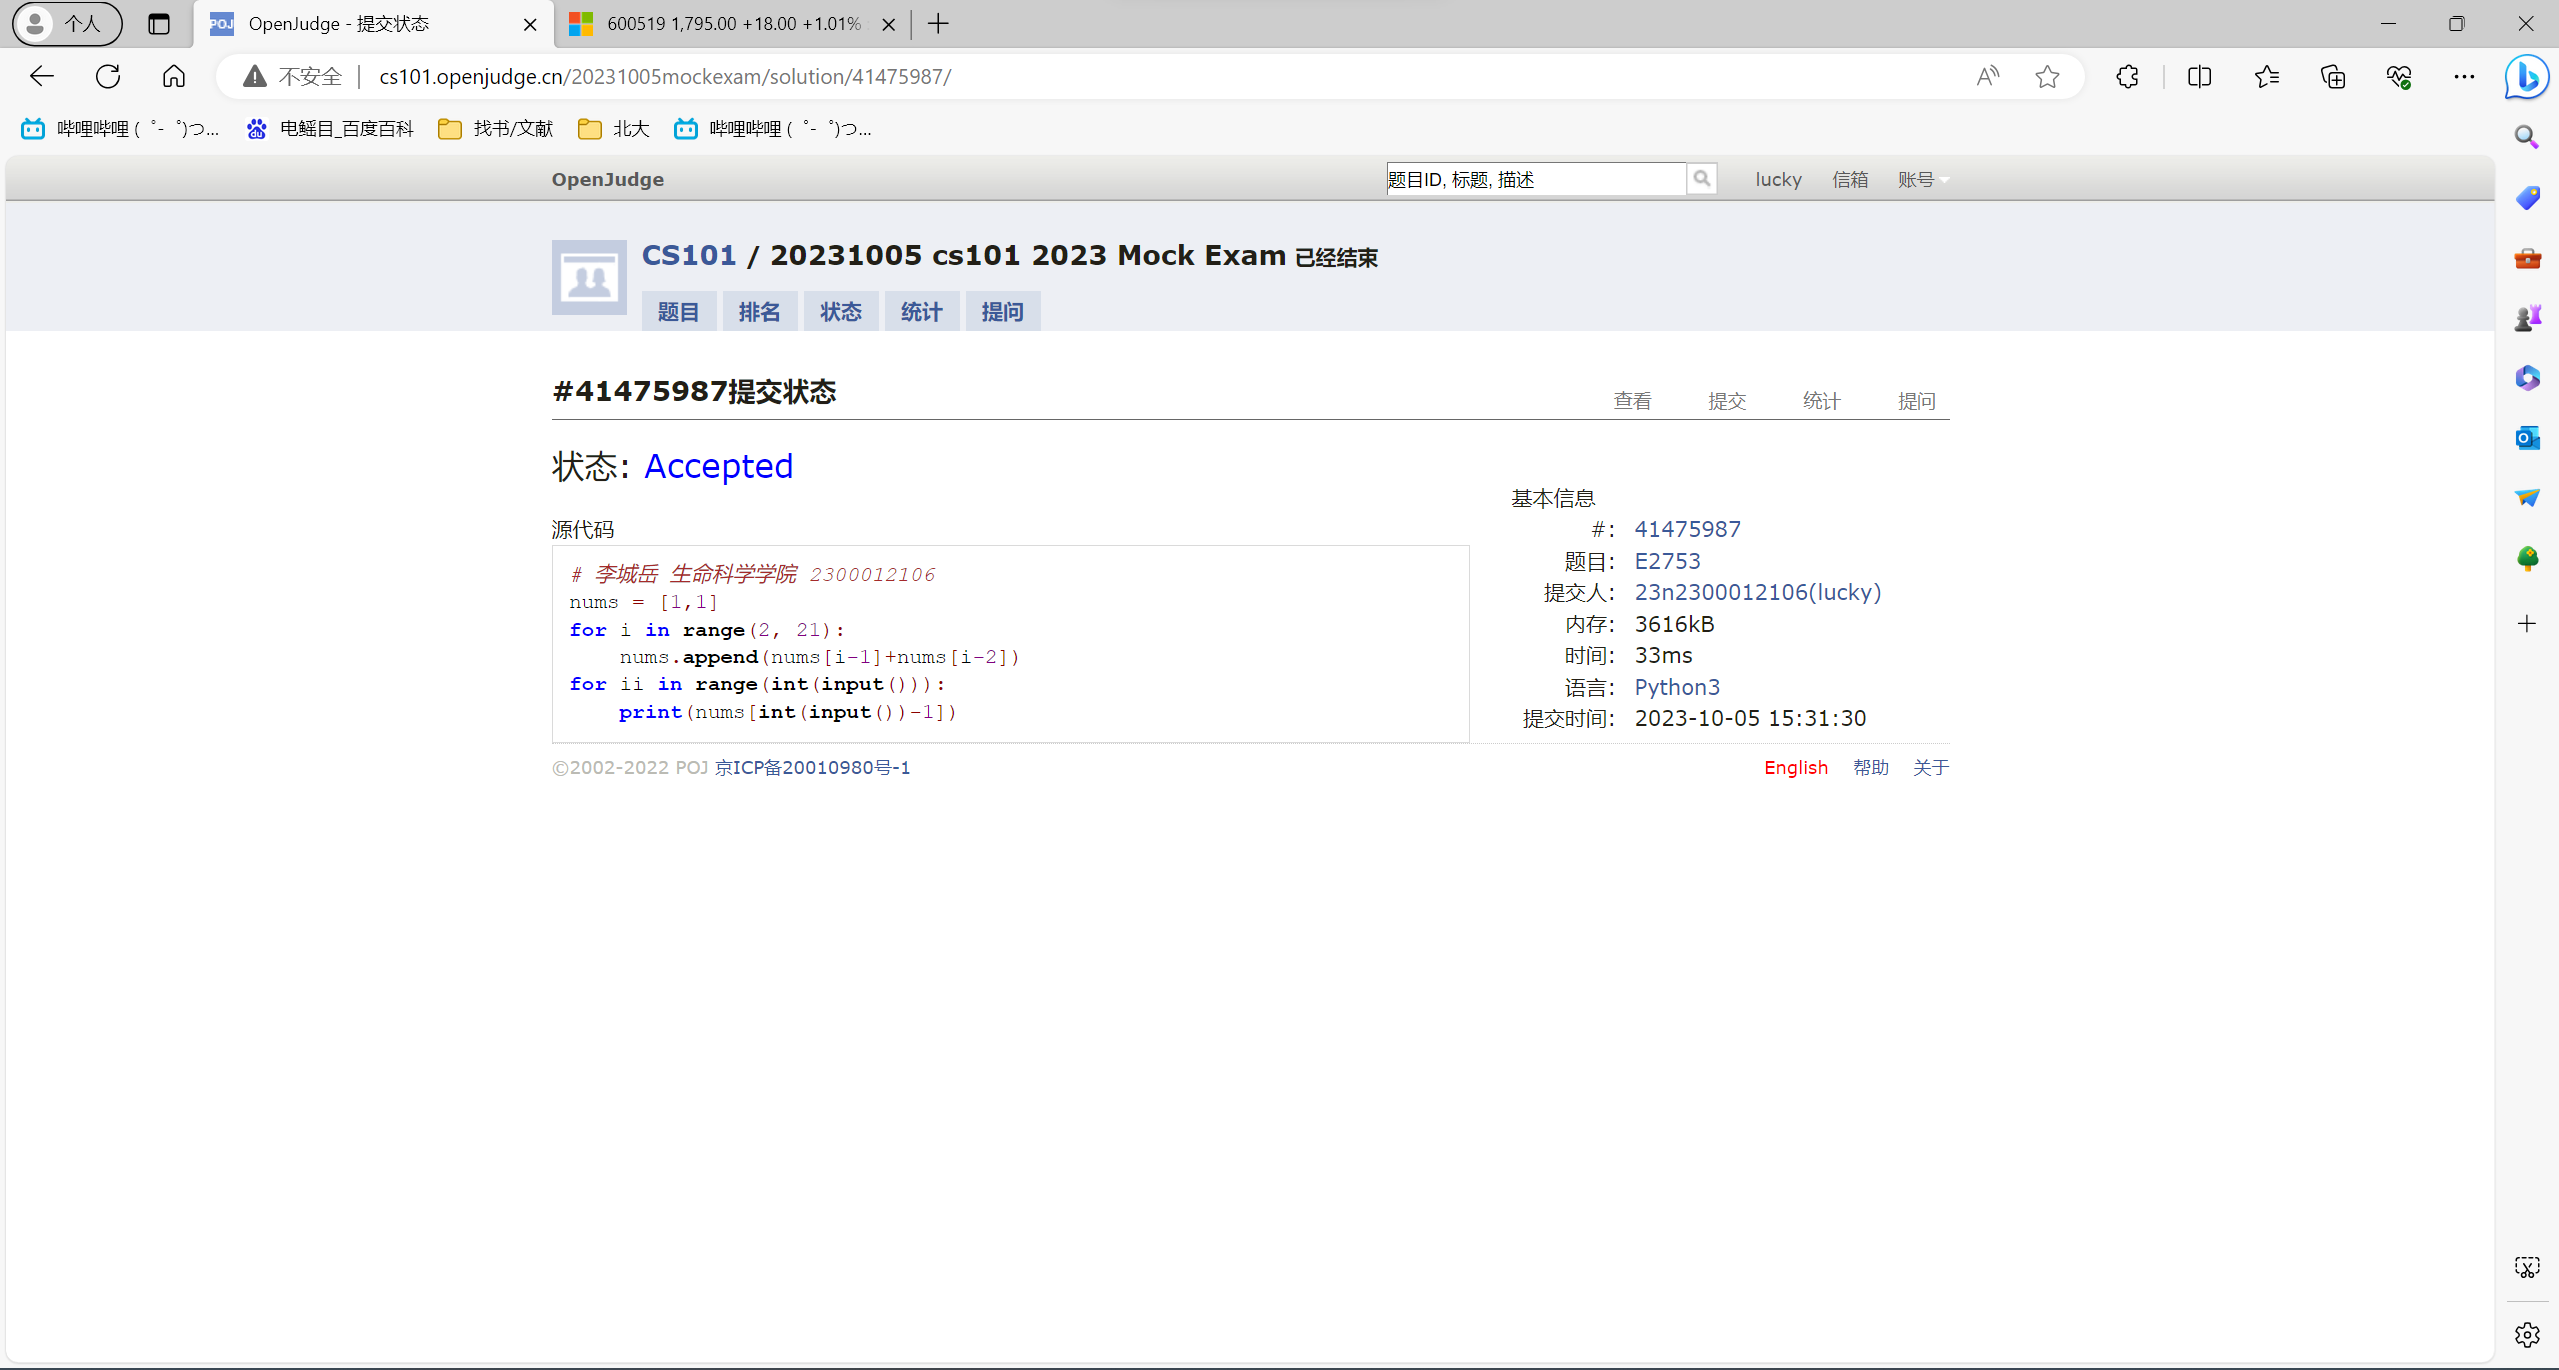 个人
OpenJudge - 提交状态
600519 1,795.00 +18.00 +1.01%
不安全
cs101.openjudge.cn/20231005mockexam/solution/41475987/
哔哩哔哩 (゜-゜)つ...
电鳐目_百度百科
找书/文献
北大
哔哩哔哩 (゜-゜)つ...
OpenJudge
题目ID, 标题, 描述
lucky 信箱 账号
CS101 / 20231005 cs101 2023 Mock Exam 已经结束
题目 排名 状态 统计 提问
#41475987提交状态
查看 提交 统计 提问
状态: Accepted
源代码
# 李城岳 生命科学学院 2300012106
nums = [1,1]
for i in range(2, 21):
    nums.append(nums[i-1]+nums[i-2])
for ii in range(int(input())):
    print(nums[int(input())-1])
基本信息
#: 41475987
题目: E2753
提交人: 23n2300012106(lucky)
内存: 3616kB
时间: 33ms
语言: Python3
提交时间: 2023-10-05 15:31:30
©2002-2022 POJ 京ICP备20010980号-1
English 帮助 关于